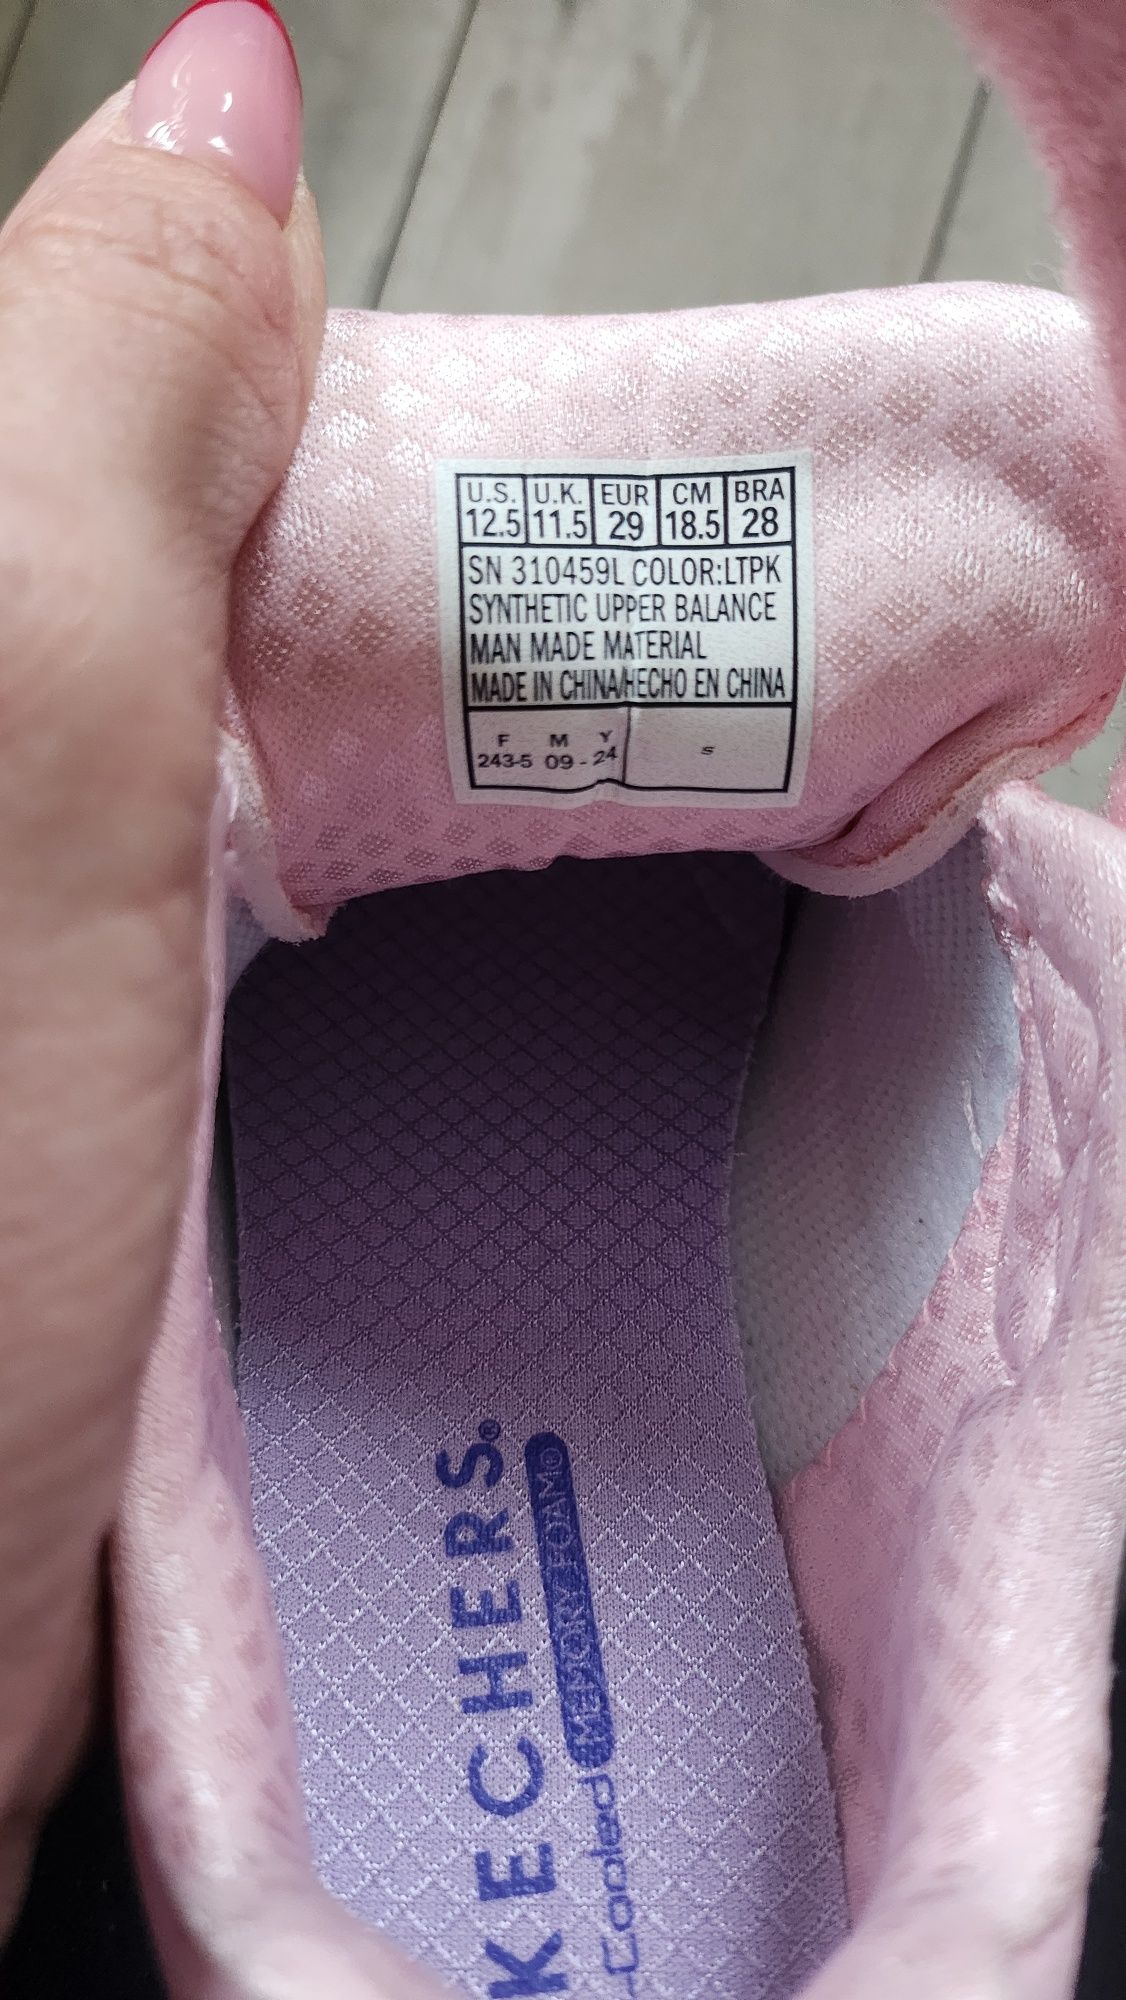 U.S. U.K. EUR CM BRA
12.5 11.5 29 18.5 28
SN 310459L COLOR:LTPK
SYNTHETIC UPPER BALANCE
MAN MADE MATERIAL
MADE IN CHINA/HECHO EN CHINA
F M Y
243-5 09 - 24
S
KECHERS®
-Cooled MEMORY FOAM®